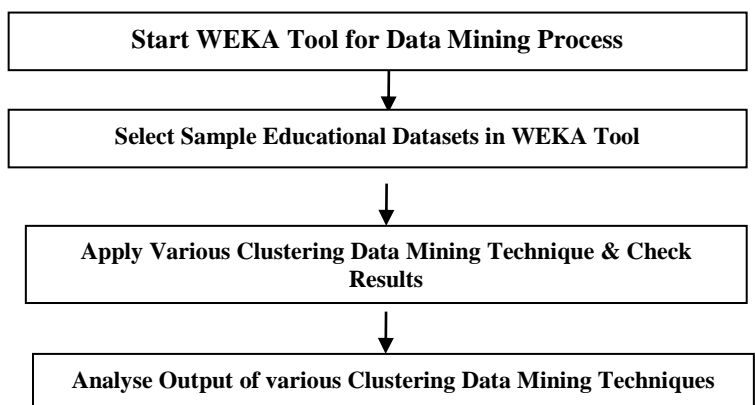 Start WEKA Tool for Data Mining Process
Select Sample Educational Datasets in WEKA Tool
Apply Various Clustering Data Mining Technique & Check
Results
Analyse Output of various Clustering Data Mining Techniques